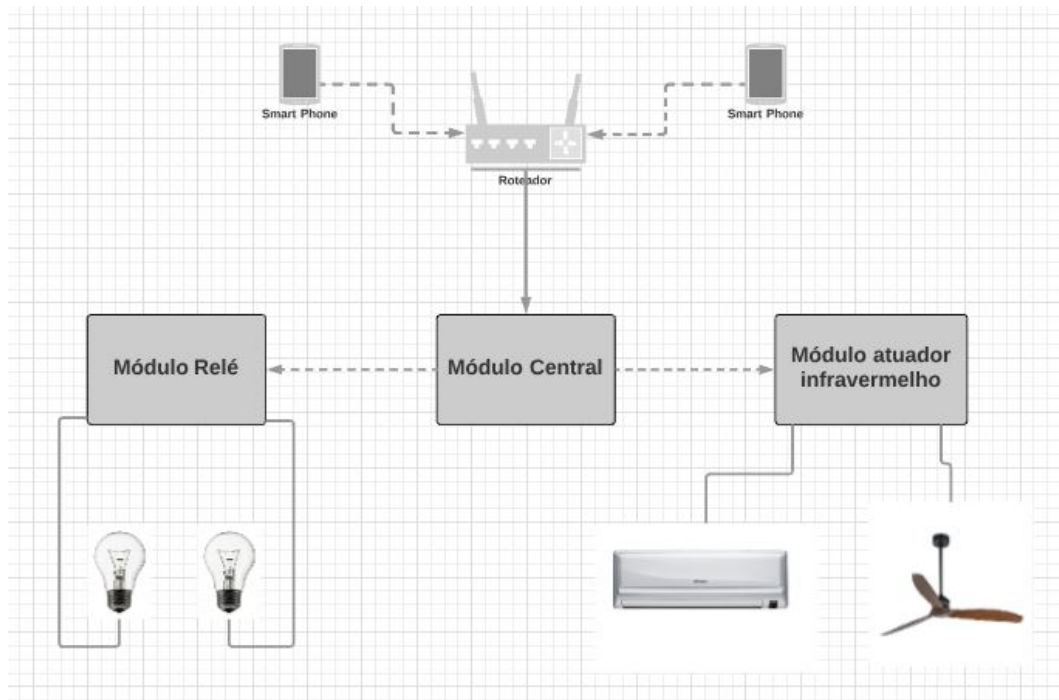 Smart Phone
Smart Phone
Roteador
Módulo Relé
Módulo Central
Módulo atuador
infravermelho